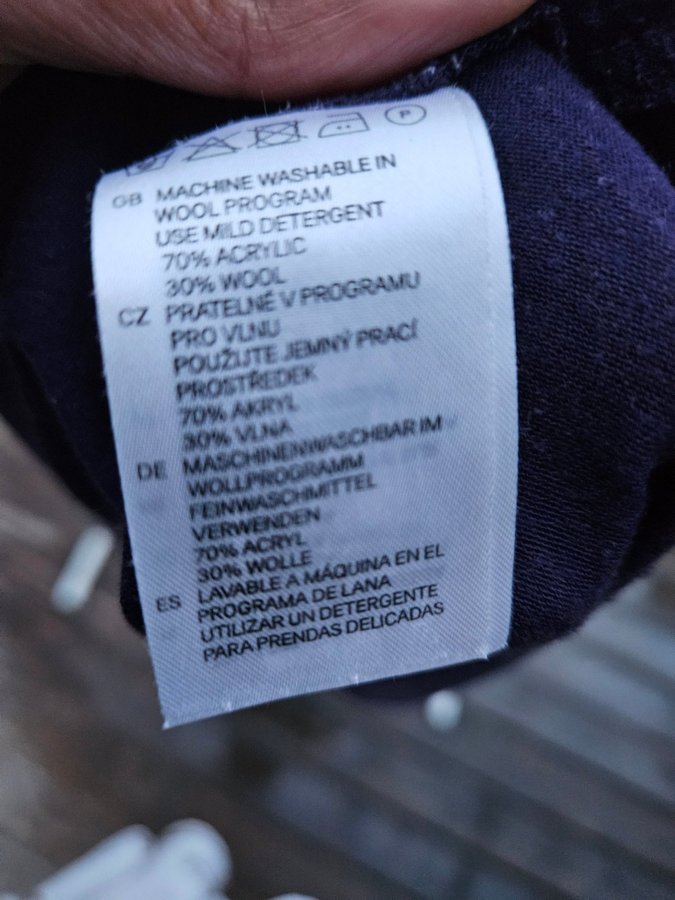 P
GB MACHINE WASHABLE IN
WOOL PROGRAM
USE MILD DETERGENT
70% ACRYLIC
30% WOOL
CZ PRATELNÉ V PROGRAMU
PRO VLNU
POUŽIJTE JEMNÝ PRACÍ
PROSTŘEDEK
70% AKRYL
30% VLNA
DE MASCHINENWASCHBAR IM
WOLLPROGRAMM
FEINWASCHMITTEL
VERWENDEN
70% ACRYL
30% WOLLE
ES LAVABLE A MÁQUINA EN EL
PROGRAMA DE LANA
UTILIZAR UN DETERGENTE
PARA PRENDAS DELICADAS